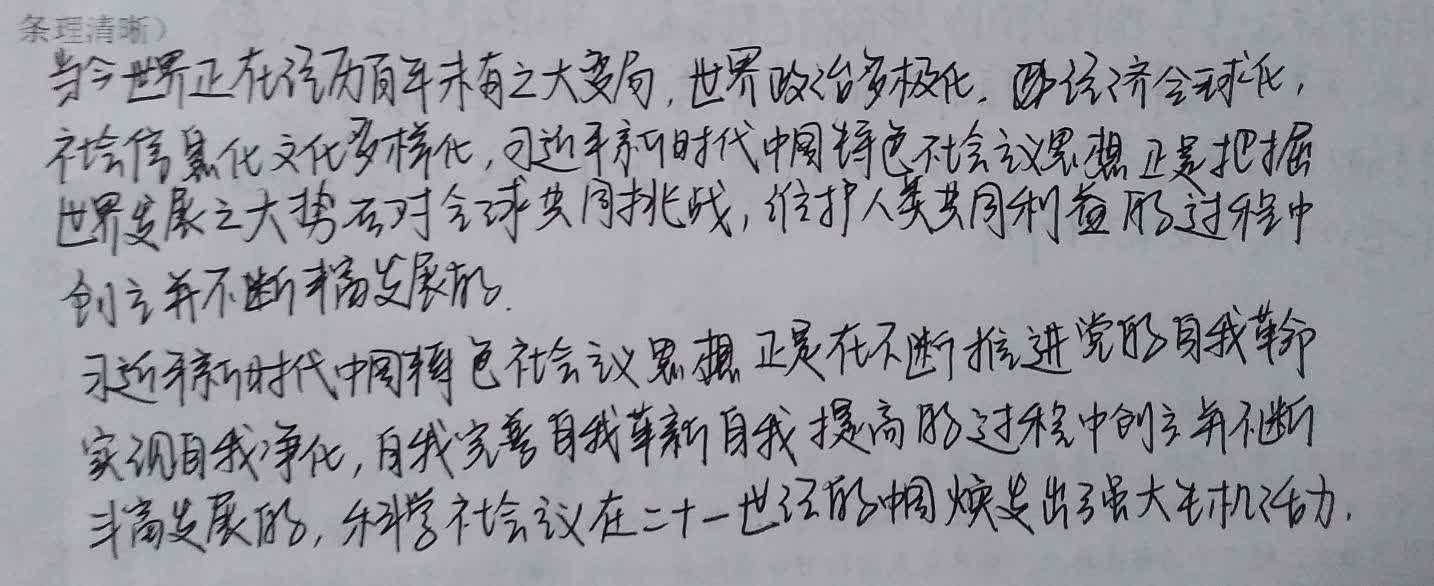 条理清晰）
当今世界正在经历百年未有之大变局，世界政治多极化，经济全球化，
社会信息化文化多样化，习近平新时代中国特色社会主义思想正是把握
世界发展之大势应对全球共同挑战，维护人类共同利益的过程中
创立并不断丰富发展的．
习近平新时代中国特色社会主义思想正是在不断推进党的自我革命
实现自我净化，自我完善自我革新自我提高的过程中创立并不断
丰富发展的，科学社会主义在二十一世纪的中国焕发出了强大生机活力．